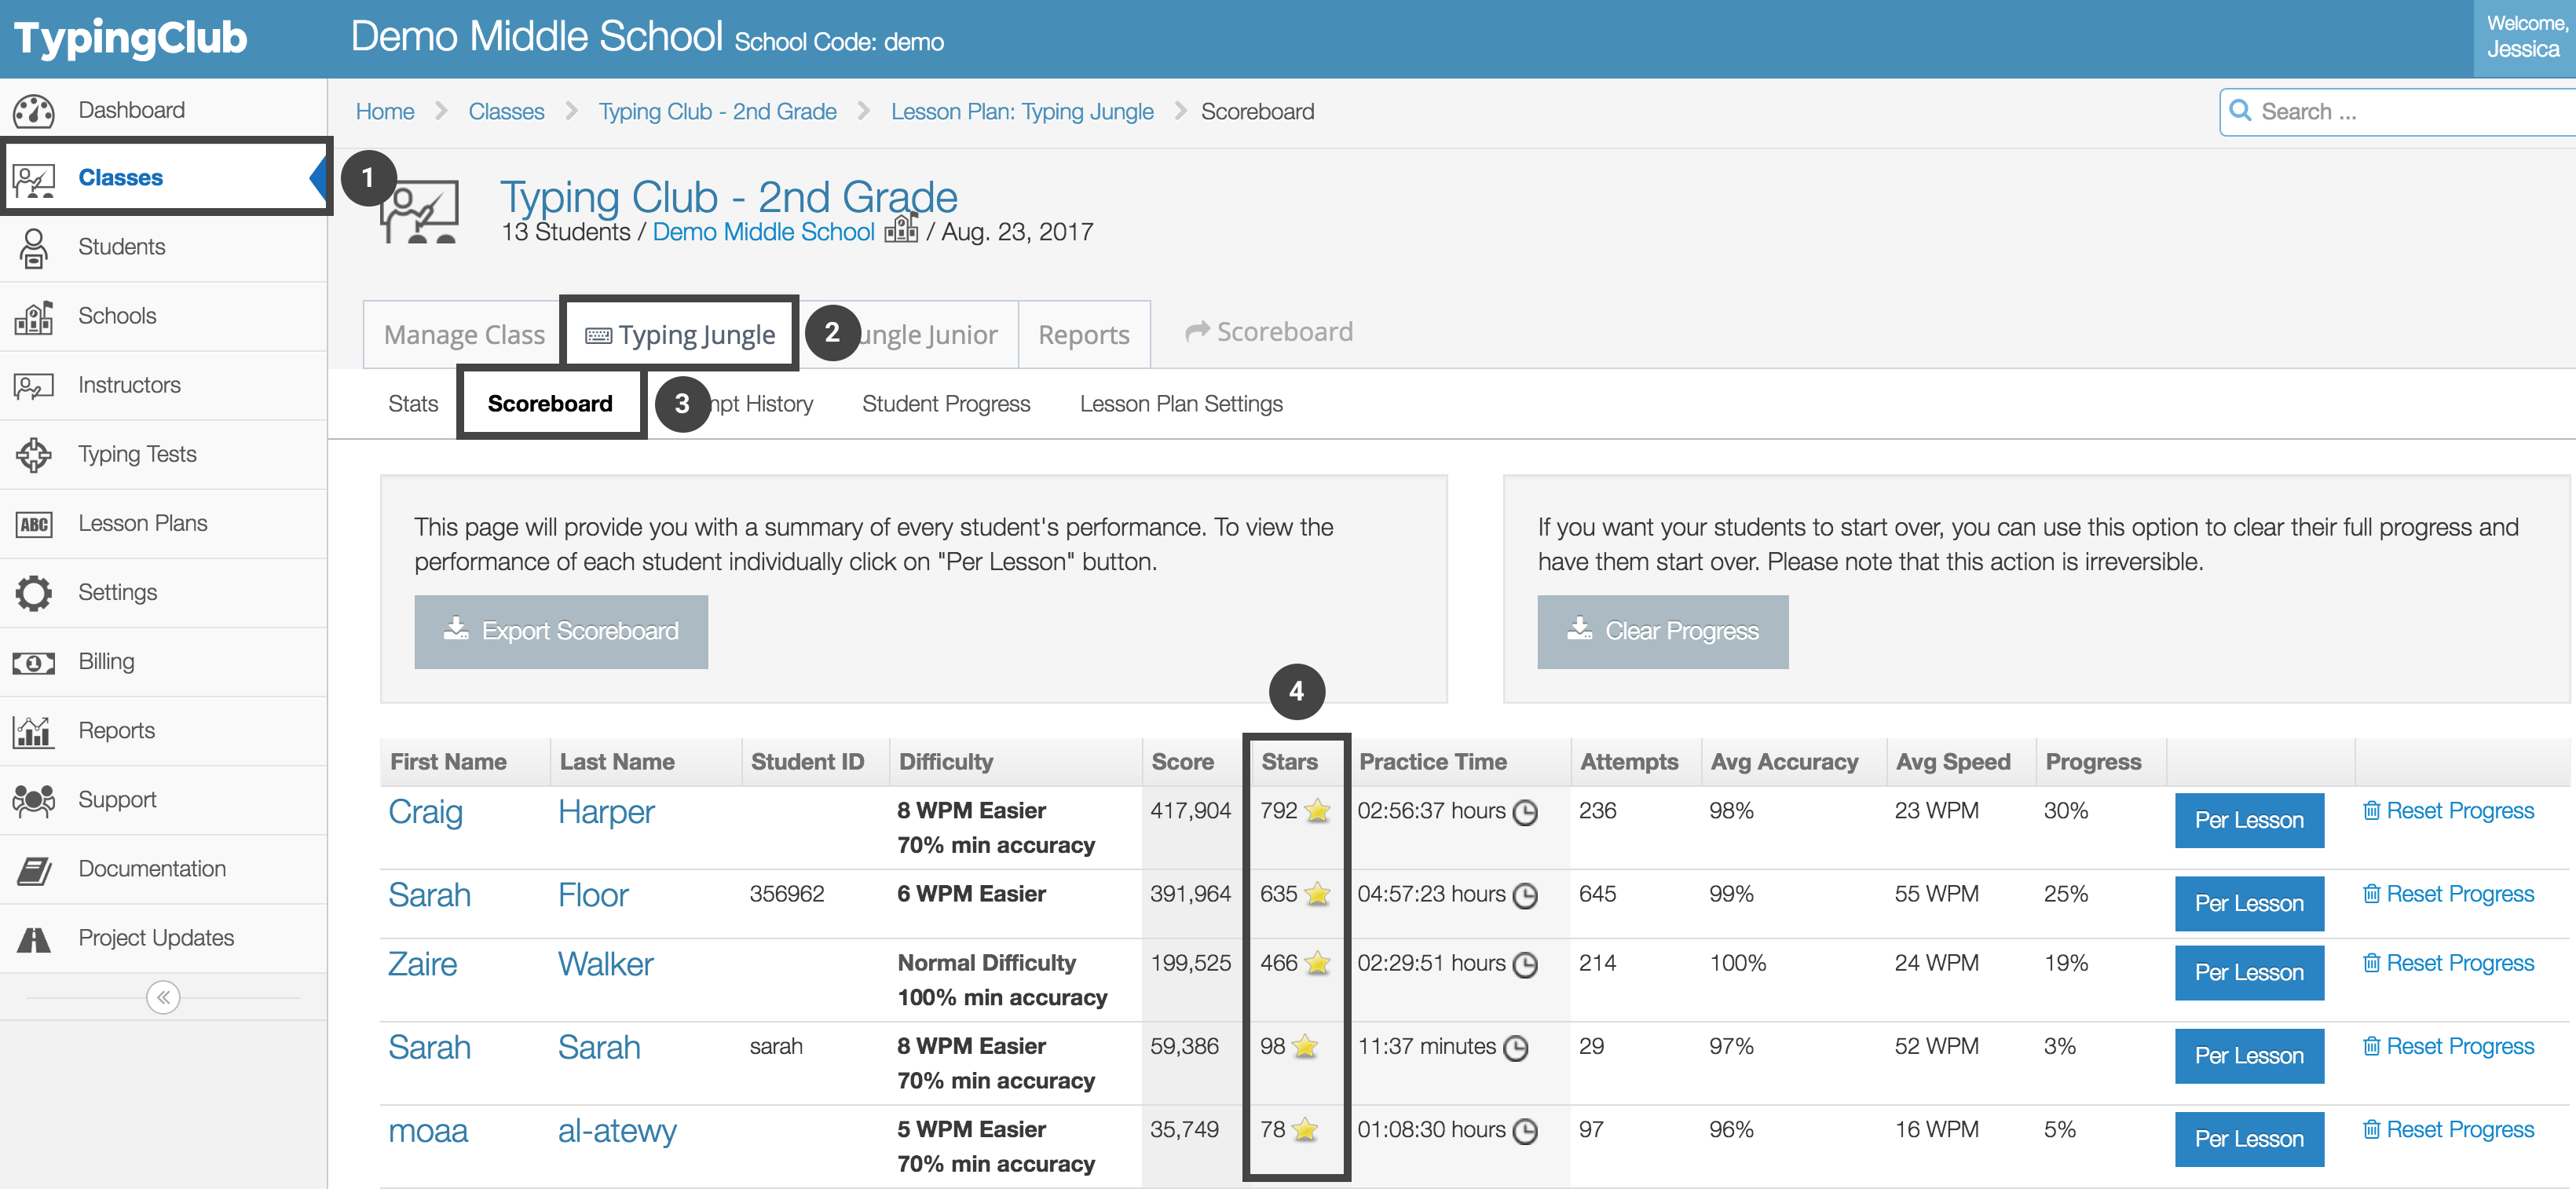 TypingClub
Demo Middle School School Code: demo
Welcome,
Jessica
Dashboard
Classes
Students
Schools
Instructors
Typing Tests
Lesson Plans
Settings
Billing
Reports
Support
Documentation
Project Updates
Home Classes Typing Club - 2nd Grade Lesson Plan: Typing Jungle Scoreboard
Search ...
1
Typing Club - 2nd Grade
13 Students / Demo Middle School / Aug. 23, 2017
Manage Class Typing Jungle 2 ungle Junior Reports Scoreboard
Stats Scoreboard 3 mpt History Student Progress Lesson Plan Settings
This page will provide you with a summary of every student's performance. To view the
performance of each student individually click on "Per Lesson" button.
Export Scoreboard
If you want your students to start over, you can use this option to clear their full progress and
have them start over. Please note that this action is irreversible.
Clear Progress
4
First Name Last Name Student ID Difficulty Score Stars Practice Time Attempts Avg Accuracy Avg Speed Progress
Craig Harper 8 WPM Easier 417,904 792 02:56:37 hours 236 98% 23 WPM 30% Per Lesson Reset Progress
70% min accuracy
Sarah Floor 356962 6 WPM Easier 391,964 635 04:57:23 hours 645 99% 55 WPM 25% Per Lesson Reset Progress
Zaire Walker Normal Difficulty 199,525 466 02:29:51 hours 214 100% 24 WPM 19% Per Lesson Reset Progress
100% min accuracy
Sarah Sarah sarah 8 WPM Easier 59,386 98 11:37 minutes 29 97% 52 WPM 3% Per Lesson Reset Progress
70% min accuracy
moaa al-atewy 5 WPM Easier 35,749 78 01:08:30 hours 97 96% 16 WPM 5% Per Lesson Reset Progress
70% min accuracy
ABC